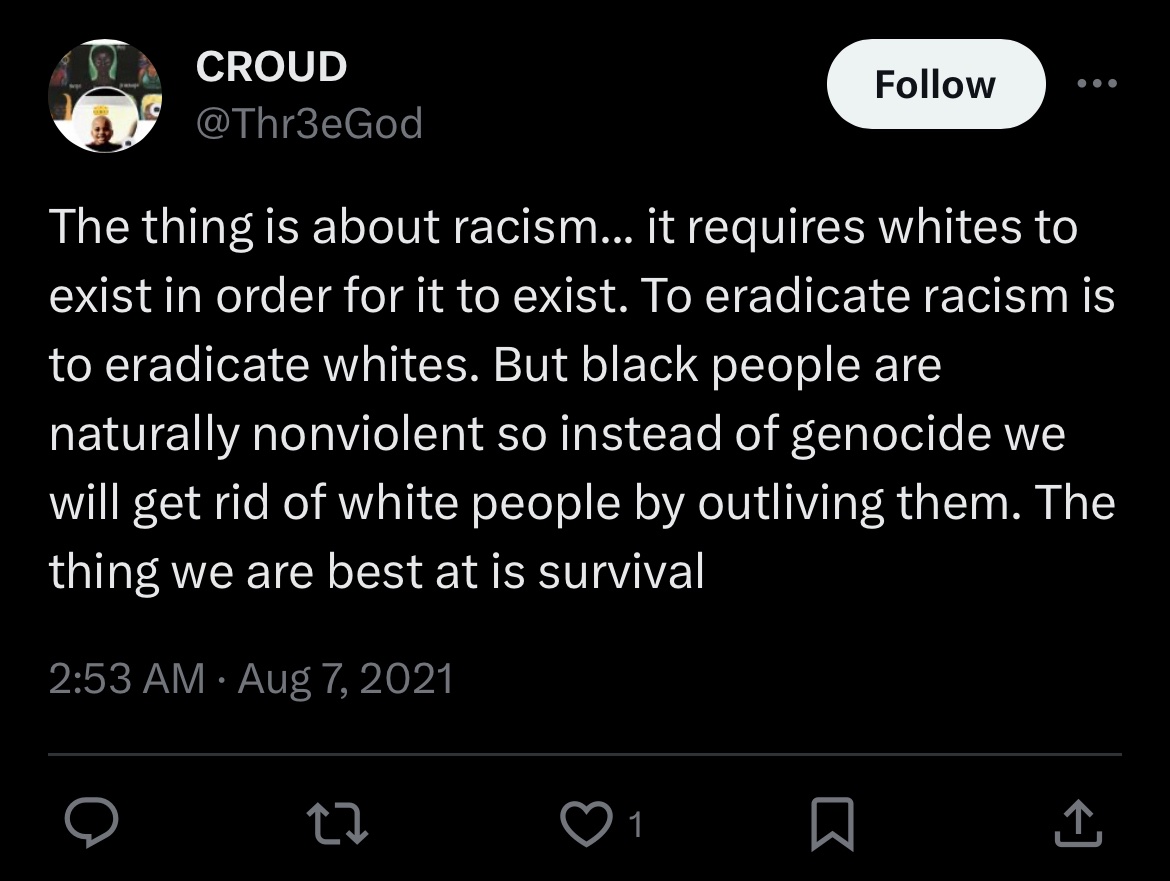 CROUD
@Thr3eGod
Follow
The thing is about racism... it requires whites to
exist in order for it to exist. To eradicate racism is
to eradicate whites. But black people are
naturally nonviolent so instead of genocide we
will get rid of white people by outliving them. The
thing we are best at is survival
2:53 AM · Aug 7, 2021
1